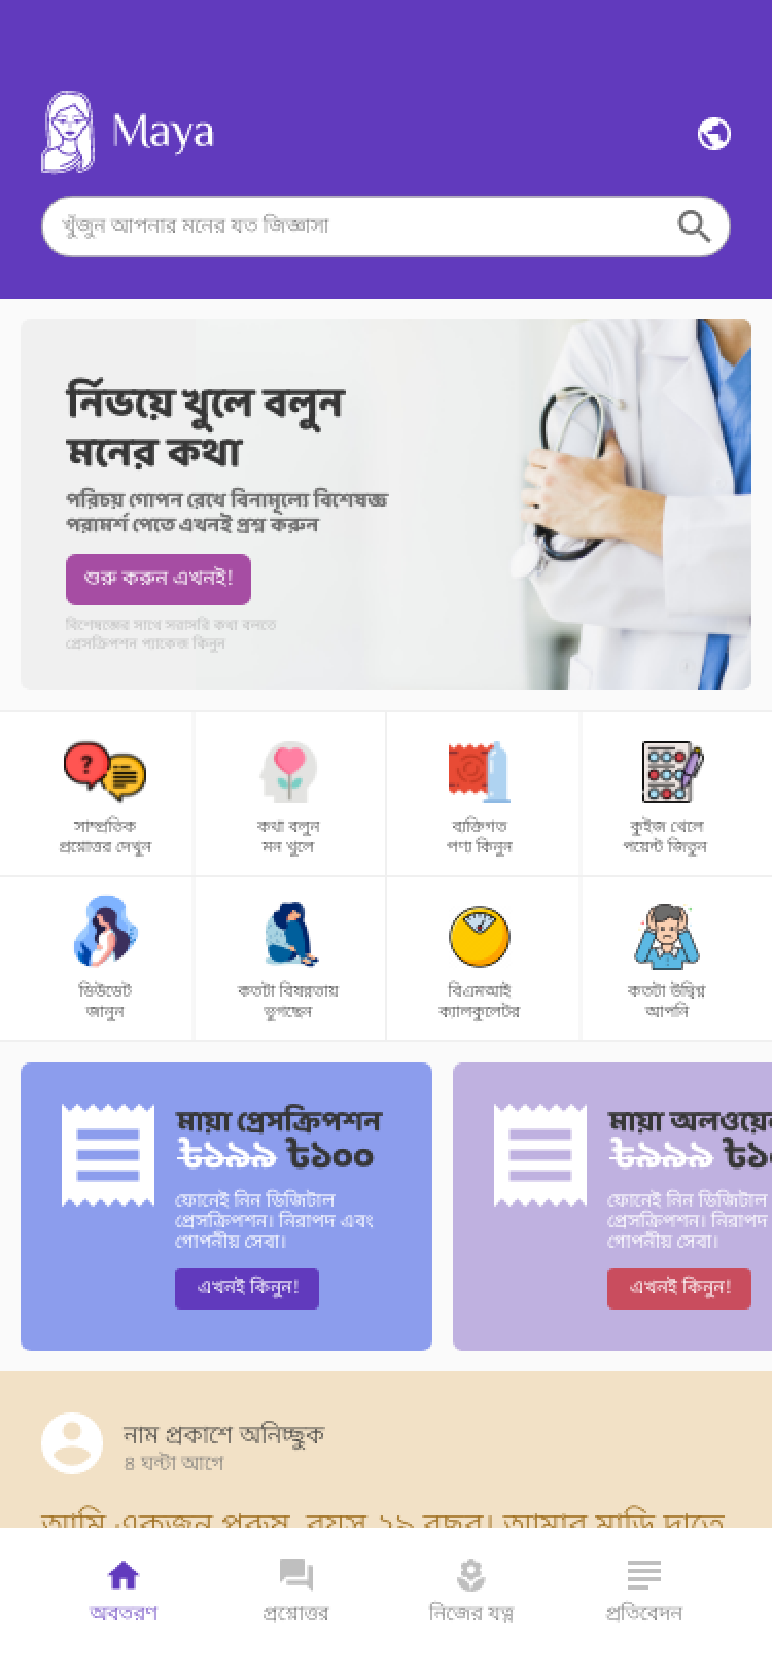 Maya
খুঁজুন আপনার মনের যত জিজ্ঞাসা
নির্ভয়ে খুলে বলুন
মনের কথা
পরিচয় গোপন রেখে বিনামূল্যে বিশেষজ্ঞ
পরামর্শ পেতে এখনই প্রশ্ন করুন
শুরু করুন এখনই!
বিশেষজ্ঞের সাথে সরাসরি কথা বলতে
প্রেসক্রিপশন প্যাকেজ কিনুন
সাম্প্রতিক
প্রশ্নোত্তর দেখুন
কথা বলুন
মন খুলে
ব্যক্তিগত
পণ্য কিনুন
কুইজ খেলে
পয়েন্ট জিতুন
ডিউডেট
জানুন
কতটা বিষন্নতায়
ভুগছেন
বিএমআই
ক্যালকুলেটর
কতটা উদ্বিগ্ন
আপনি
মায়া প্রেসক্রিপশন
৳১৯৯ ৳১০০
ফোনেই নিন ডিজিটাল
প্রেসক্রিপশন। নিরাপদ এবং
গোপনীয় সেবা।
এখনই কিনুন!
মায়া অলওয়ে
৳৯৯৯ ৳১
ফোনেই নিন ডিজিটাল
প্রেসক্রিপশন। নিরাপদ
গোপনীয় সেবা।
এখনই কিনুন!
নাম প্রকাশে অনিচ্ছুক
৪ ঘন্টা আগে
আমি একজন পুরুষ, বয়স ২৯ বছর। আমার মাড়ি দাতে
অবতরণ
প্রশ্নোত্তর
নিজের যত্ন
প্রতিবেদন